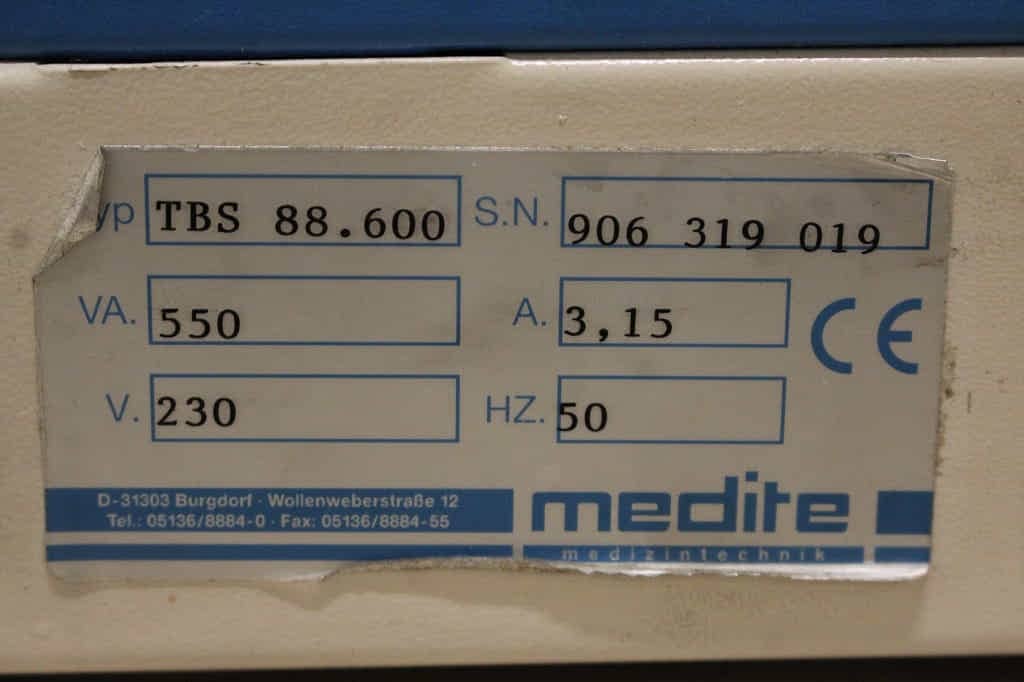 yp TBS 88.600 S.N. 906 319 019
VA. 550 A. 3,15 CE
V. 230 HZ. 50
D-31303 Burgdorf · Wollenweberstraße 12
Tel.: 05136/8884-0 · Fax: 05136/8884-55
medite
medizintechnik